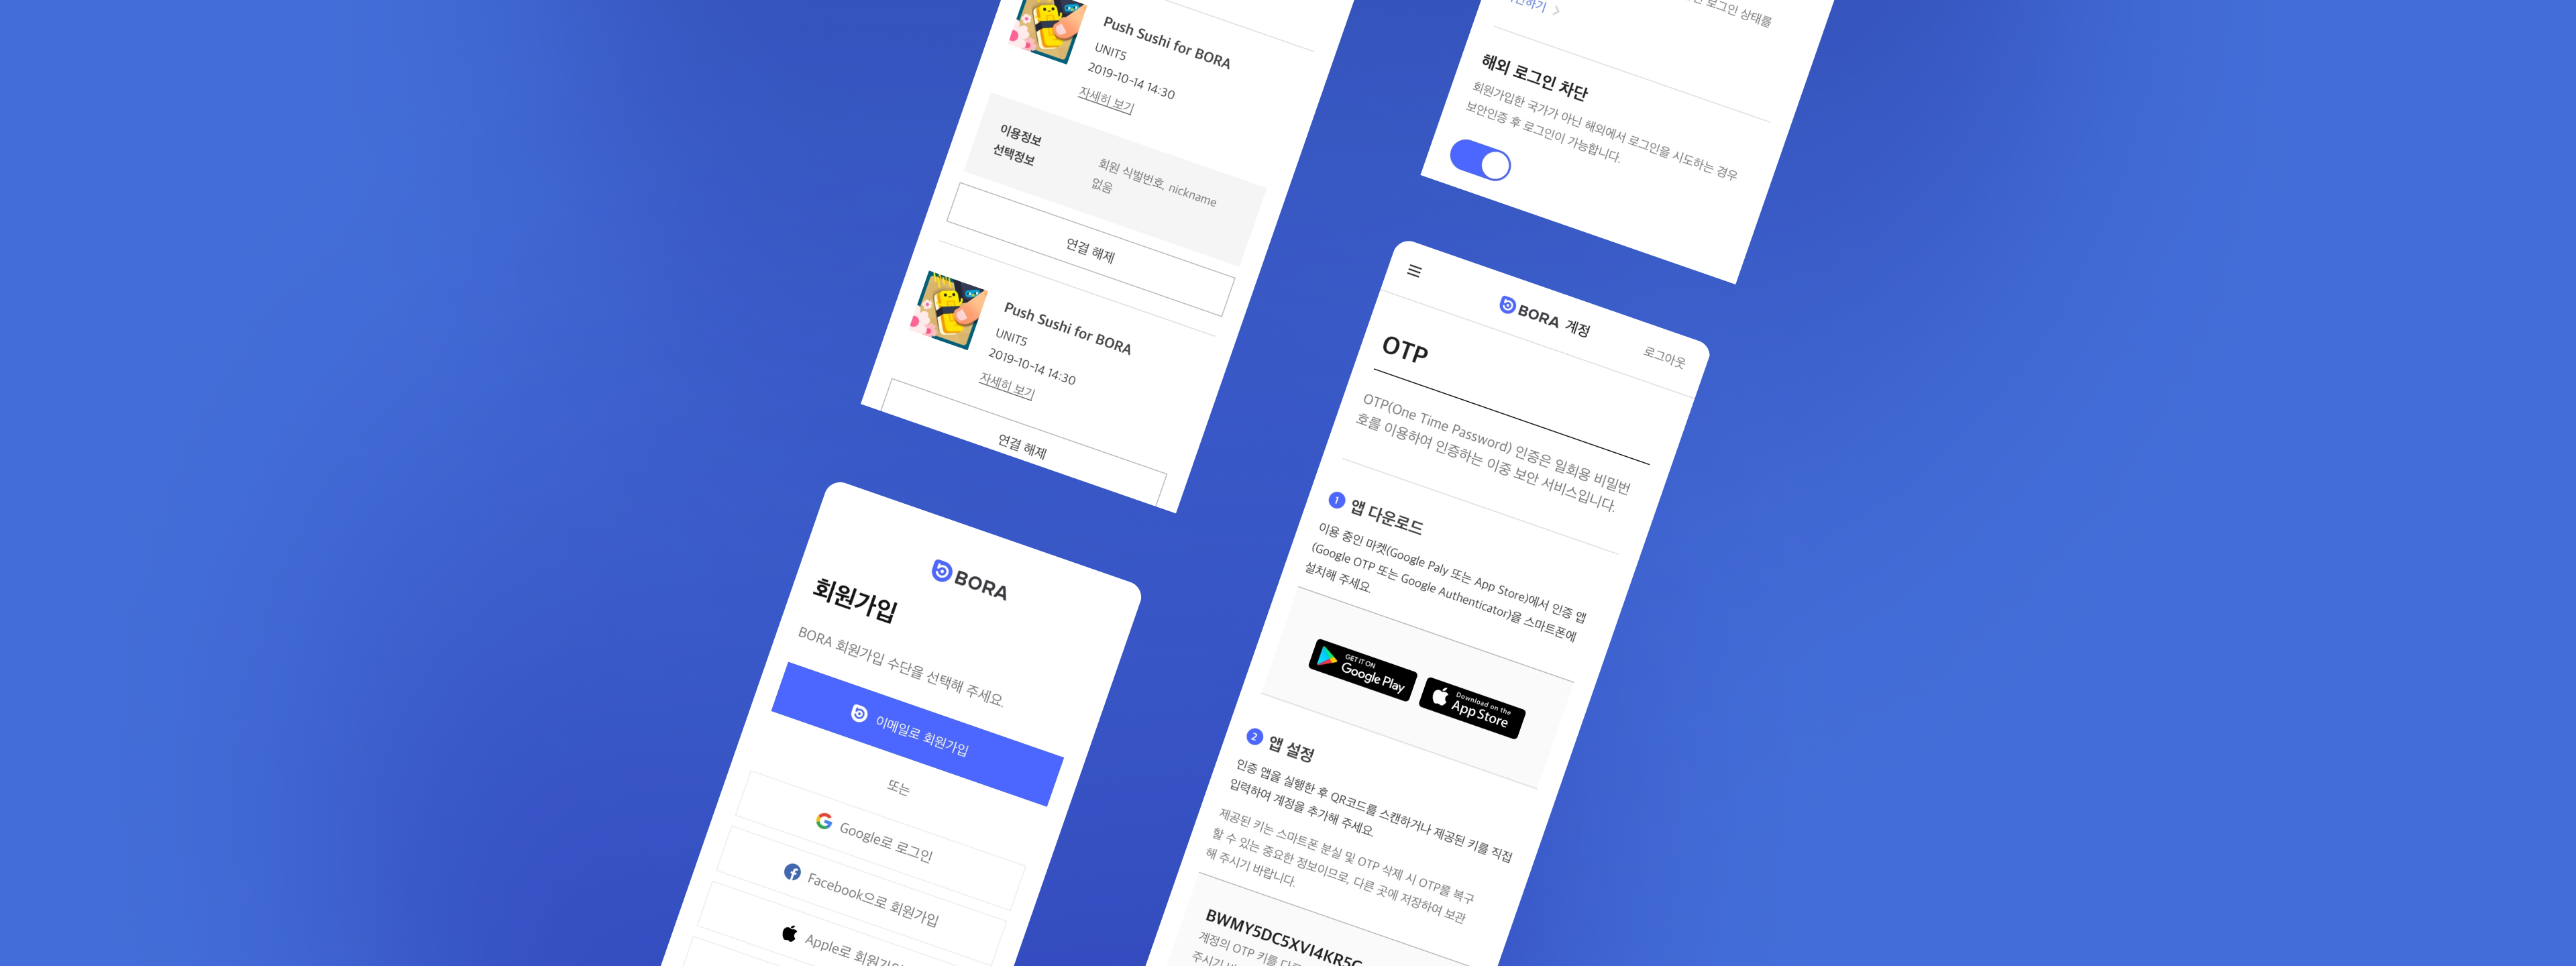 Push Sushi for BORA
UNIT5
2019-10-14 14:30
자세히 보기
이용정보
회원 식벌번호, nickname
선택정보
없음
연결 해제
Push Sushi for BORA
UNIT5
2019-10-14 14:30
자세히 보기
연결 해제
로그인 상태를
해외 로그인 차단
회원가입한 국가가 아닌 해외에서 로그인을 시도하는 경우
보안인증 후 로그인이 가능합니다.
BORA
회원가입
BORA 회원가입 수단을 선택해 주세요.
이메일로 회원가입
또는
Google로 로그인
Facebook으로 회원가입
Apple로
BORA 계정
로그아웃
OTP
OTP(One Time Password) 인증은 일회용 비밀번
호를 이용하여 인증하는 이중 보안 서비스입니다.
1 앱 다운로드
이용 중인 마켓(Google Paly 또는 App Store)에서 인증 앱
(Google OTP 또는 Google Authenticator)을 스마트폰에
설치해 주세요.
GET IT ON
Google Play
Download on the
App Store
2 앱 설정
인증 앱을 실행한 후 QR코드를 스캔하거나 제공된 키를 직접
입력하여 계정을 추가해 주세요.
제공된 키는 스마트폰 분실 및 OTP 삭제 시 OTP를 복구
할 수 있는 중요한 정보이므로, 다른 곳에 저장하여 보관
해 주시기 바랍니다.
BWMY5DC5XVI4KR5C
계정의 OTP 키를